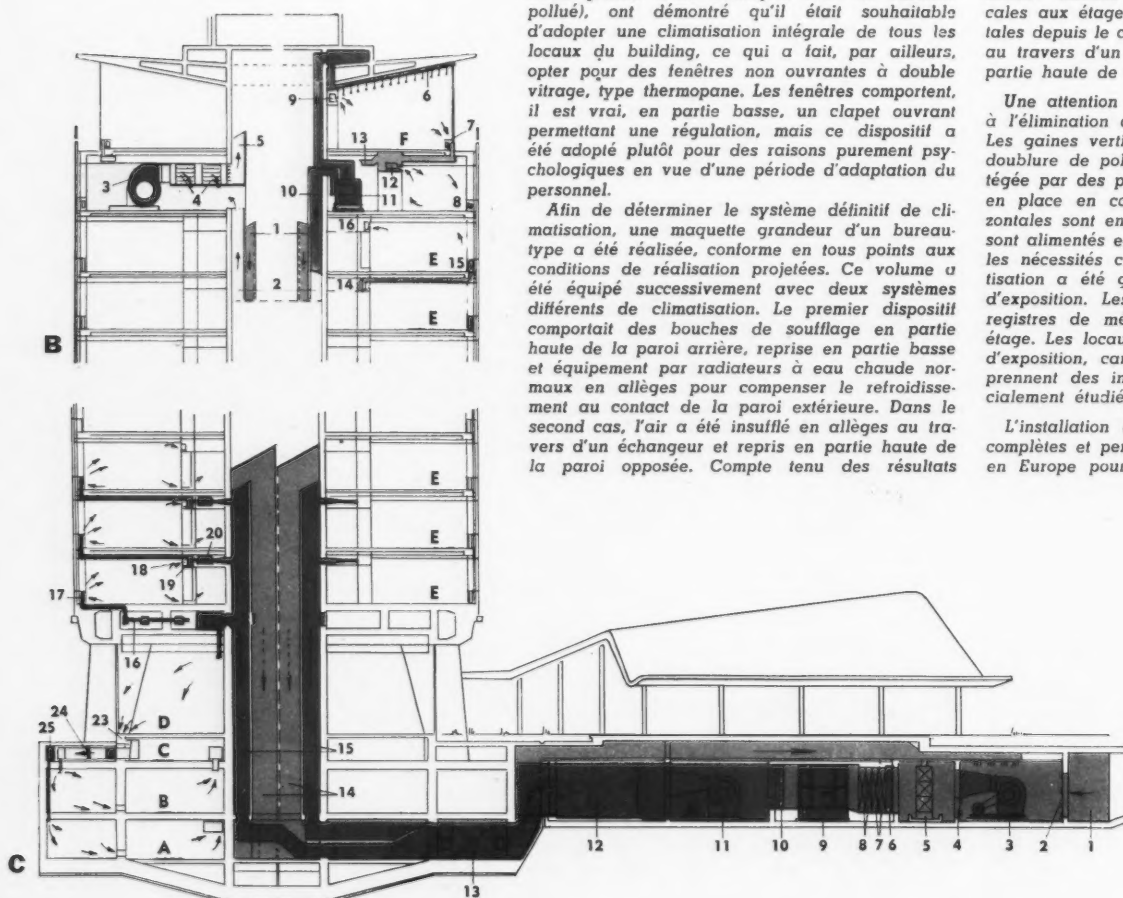 pollué), ont démontré qu'il était souhaitable
d'adopter une climatisation intégrale de tous les
locaux du building, ce qui a fait, par ailleurs,
opter pour des fenêtres non ouvrantes à double
vitrage, type thermopane. Les fenêtres comportent,
il est vrai, en partie basse, un clapet ouvrant
permettant une régulation, mais ce dispositif a
été adopté plutôt pour des raisons purement psy-
chologiques en vue d'une période d'adaptation du
personnel.
Afin de déterminer le système définitif de cli-
matisation, une maquette grandeur d'un bureau-
type a été réalisée, conforme en tous points aux
conditions de réalisation projetées. Ce volume a
été équipé successivement avec deux systèmes
différents de climatisation. Le premier dispositif
comportait des bouches de soufflage en partie
haute de la paroi arrière, reprise en partie basse
et équipement par radiateurs à eau chaude nor-
maux en allèges pour compenser le refroidisse-
ment au contact de la paroi extérieure. Dans le
second cas, l'air a été insufflé en allèges au tra-
vers d'un échangeur et repris en partie haute de
la paroi opposée. Compte tenu des résultats
cales aux étage
tales depuis le c
au travers d'un
partie haute de
Une attention
à l'élimination d
Les gaines verti
doublure de pol
tégée par des p
en place en co
zontales sont en
sont alimentés e
les nécessités c
tisation a été g
d'exposition. Les
registres de me
étage. Les locau
d'exposition, car
prennent des in
cialement étudié
L'installation
complètes et per
en Europe pour
9
6
5
13
F
7
3
4
12
10
11
8
1
16
E
15
2
14
E
B
E
E
20
18
19
17
E
16
24
23
25
D
C
15
B
14
A
C
13
12
11
10
9
8
7
6
5
4
3
2
1